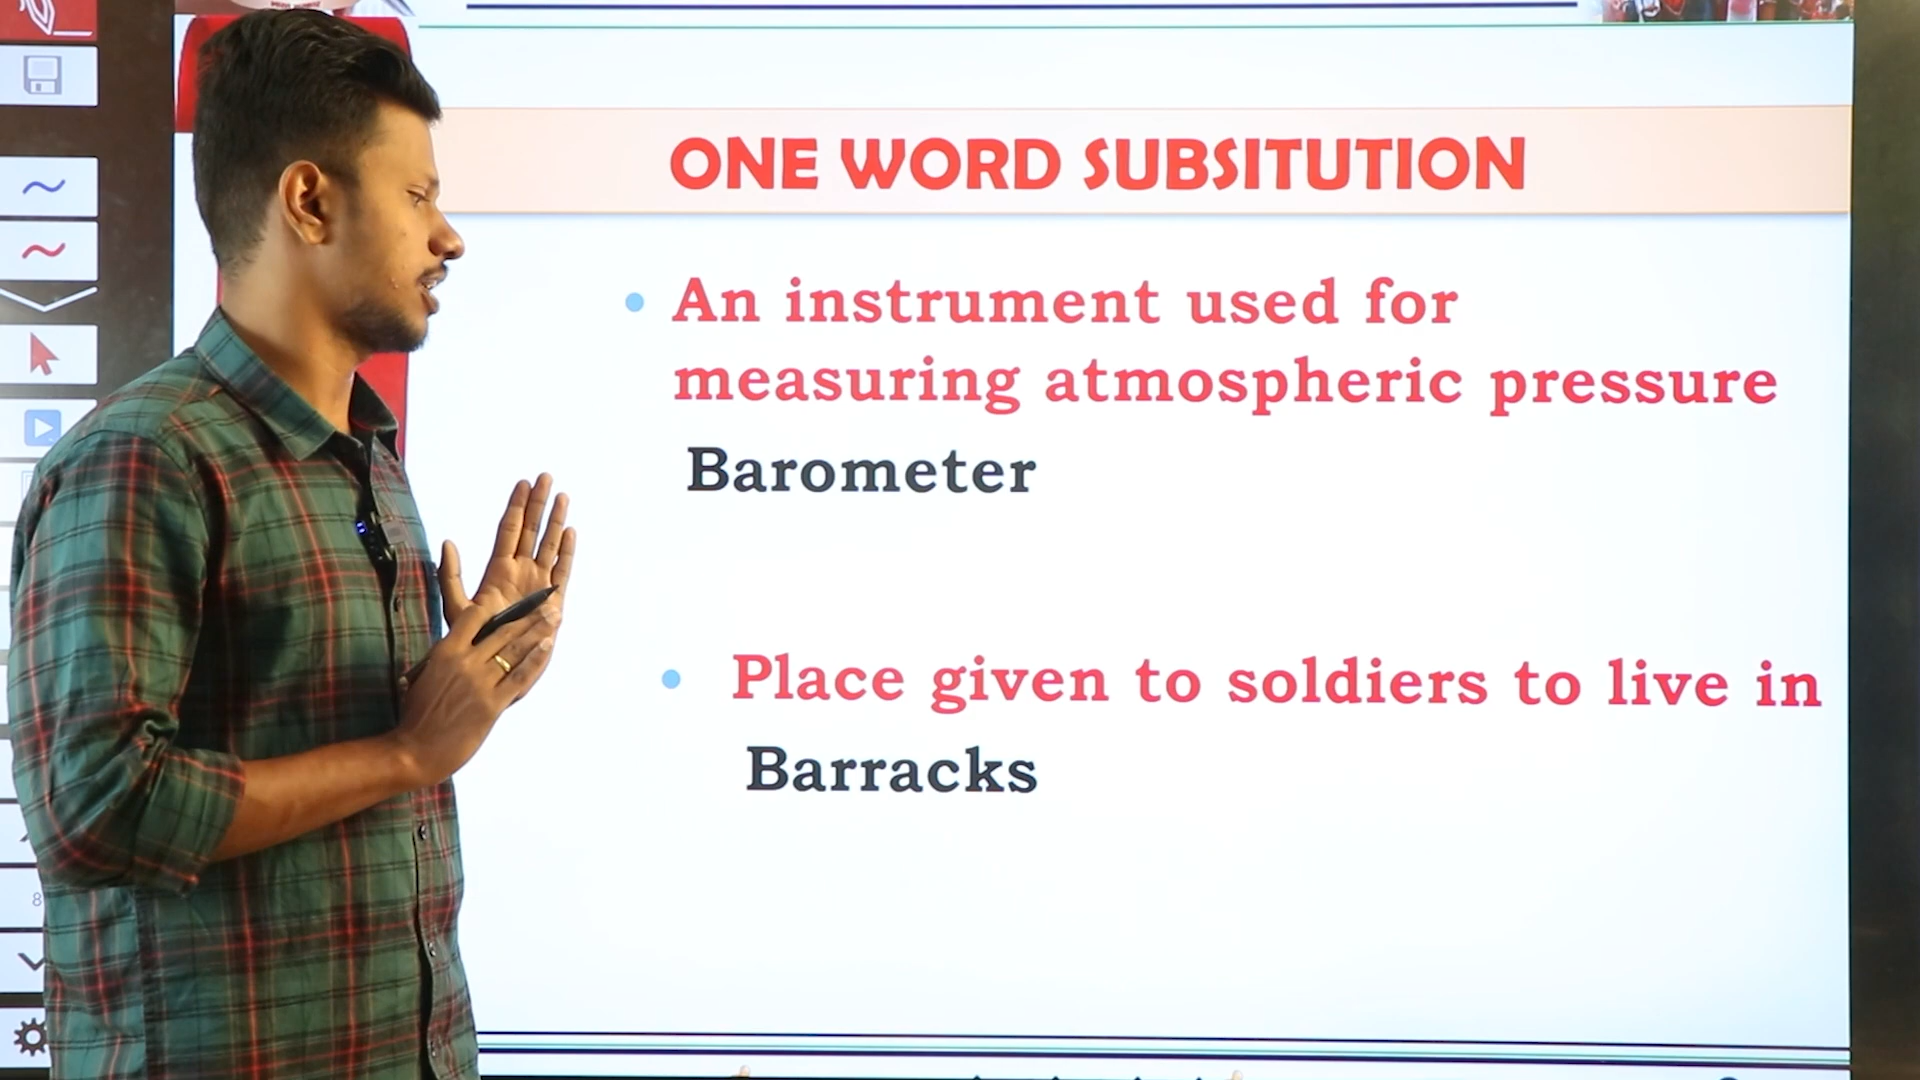 ONE WORD SUBSITUTION
An instrument used for
measuring atmospheric pressure
Barometer
Place given to soldiers to live in
Barracks
8